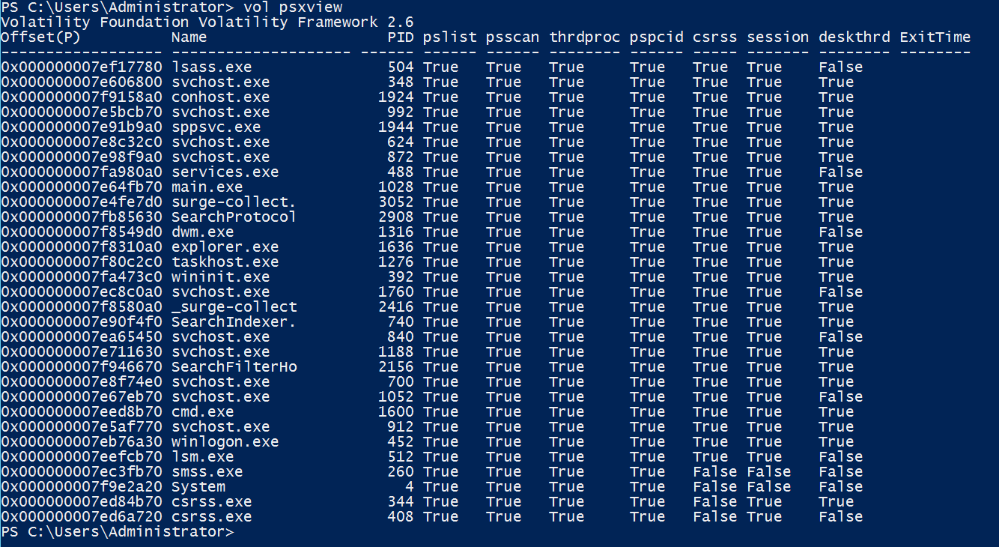 PS C:\Users\Administrator> vol psxview
Volatility Foundation Volatility Framework 2.6
Offset(P)          Name                    PID pslist psscan thrdproc pspcid csrss session deskthrd ExitTime
------------------ -------------------- ------ ------ ------ -------- ------ ----- ------- -------- --------
0x000000007ef17780 lsass.exe               504 True   True   True     True   True  True    False
0x000000007e606800 svchost.exe             348 True   True   True     True   True  True    True
0x000000007f9158a0 conhost.exe            1924 True   True   True     True   True  True    True
0x000000007e5bcb70 svchost.exe             992 True   True   True     True   True  True    True
0x000000007e91b9a0 sppsvc.exe             1944 True   True   True     True   True  True    True
0x000000007e8c32c0 svchost.exe             624 True   True   True     True   True  True    True
0x000000007e98f9a0 svchost.exe             872 True   True   True     True   True  True    True
0x000000007fa980a0 services.exe            488 True   True   True     True   True  True    False
0x000000007e64fb70 main.exe               1028 True   True   True     True   True  True    True
0x000000007e4fe7d0 surge-collect.         3052 True   True   True     True   True  True    True
0x000000007fb85630 SearchProtocol         2908 True   True   True     True   True  True    True
0x000000007f8549d0 dwm.exe                1316 True   True   True     True   True  True    False
0x000000007f8310a0 explorer.exe           1636 True   True   True     True   True  True    True
0x000000007f80c2c0 taskhost.exe           1276 True   True   True     True   True  True    True
0x000000007fa473c0 wininit.exe             392 True   True   True     True   True  True    True
0x000000007ec8c0a0 svchost.exe            1760 True   True   True     True   True  True    False
0x000000007f8580a0 _surge-collect         2416 True   True   True     True   True  True    True
0x000000007e90f4f0 SearchIndexer.          740 True   True   True     True   True  True    True
0x000000007ea65450 svchost.exe             840 True   True   True     True   True  True    False
0x000000007e711630 svchost.exe            1188 True   True   True     True   True  True    True
0x000000007f946670 SearchFilterHo         2156 True   True   True     True   True  True    True
0x000000007e8f74e0 svchost.exe             700 True   True   True     True   True  True    True
0x000000007e67eb70 svchost.exe            1052 True   True   True     True   True  True    False
0x000000007eed8b70 cmd.exe                1600 True   True   True     True   True  True    True
0x000000007e5af770 svchost.exe             912 True   True   True     True   True  True    True
0x000000007eb76a30 winlogon.exe            452 True   True   True     True   True  True    True
0x000000007eefcb70 lsm.exe                 512 True   True   True     True   True  True    False
0x000000007ec3fb70 smss.exe                260 True   True   True     True   False False   False
0x000000007f9e2a20 System                    4 True   True   True     True   False False   False
0x000000007ed84b70 csrss.exe               344 True   True   True     True   False True    True
0x000000007ed6a720 csrss.exe               408 True   True   True     True   False True    False
PS C:\Users\Administrator>